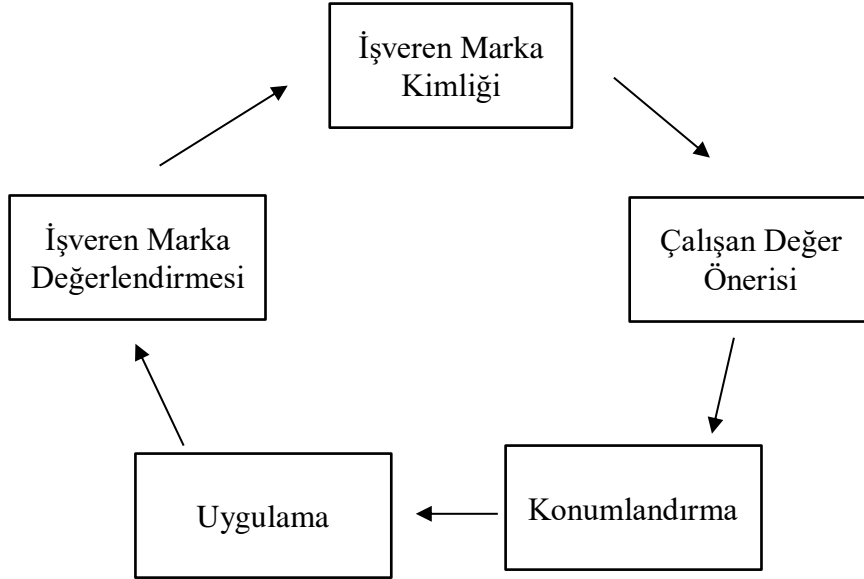 İşveren Marka
Kimliği
İşveren Marka
Değerlendirmesi
Çalışan Değer
Önerisi
Uygulama
Konumlandırma